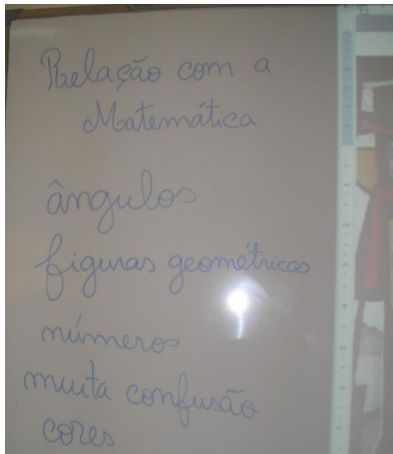 Relação com a
Matemática
ângulos
figuras geométricas
números
muita confusão
cores